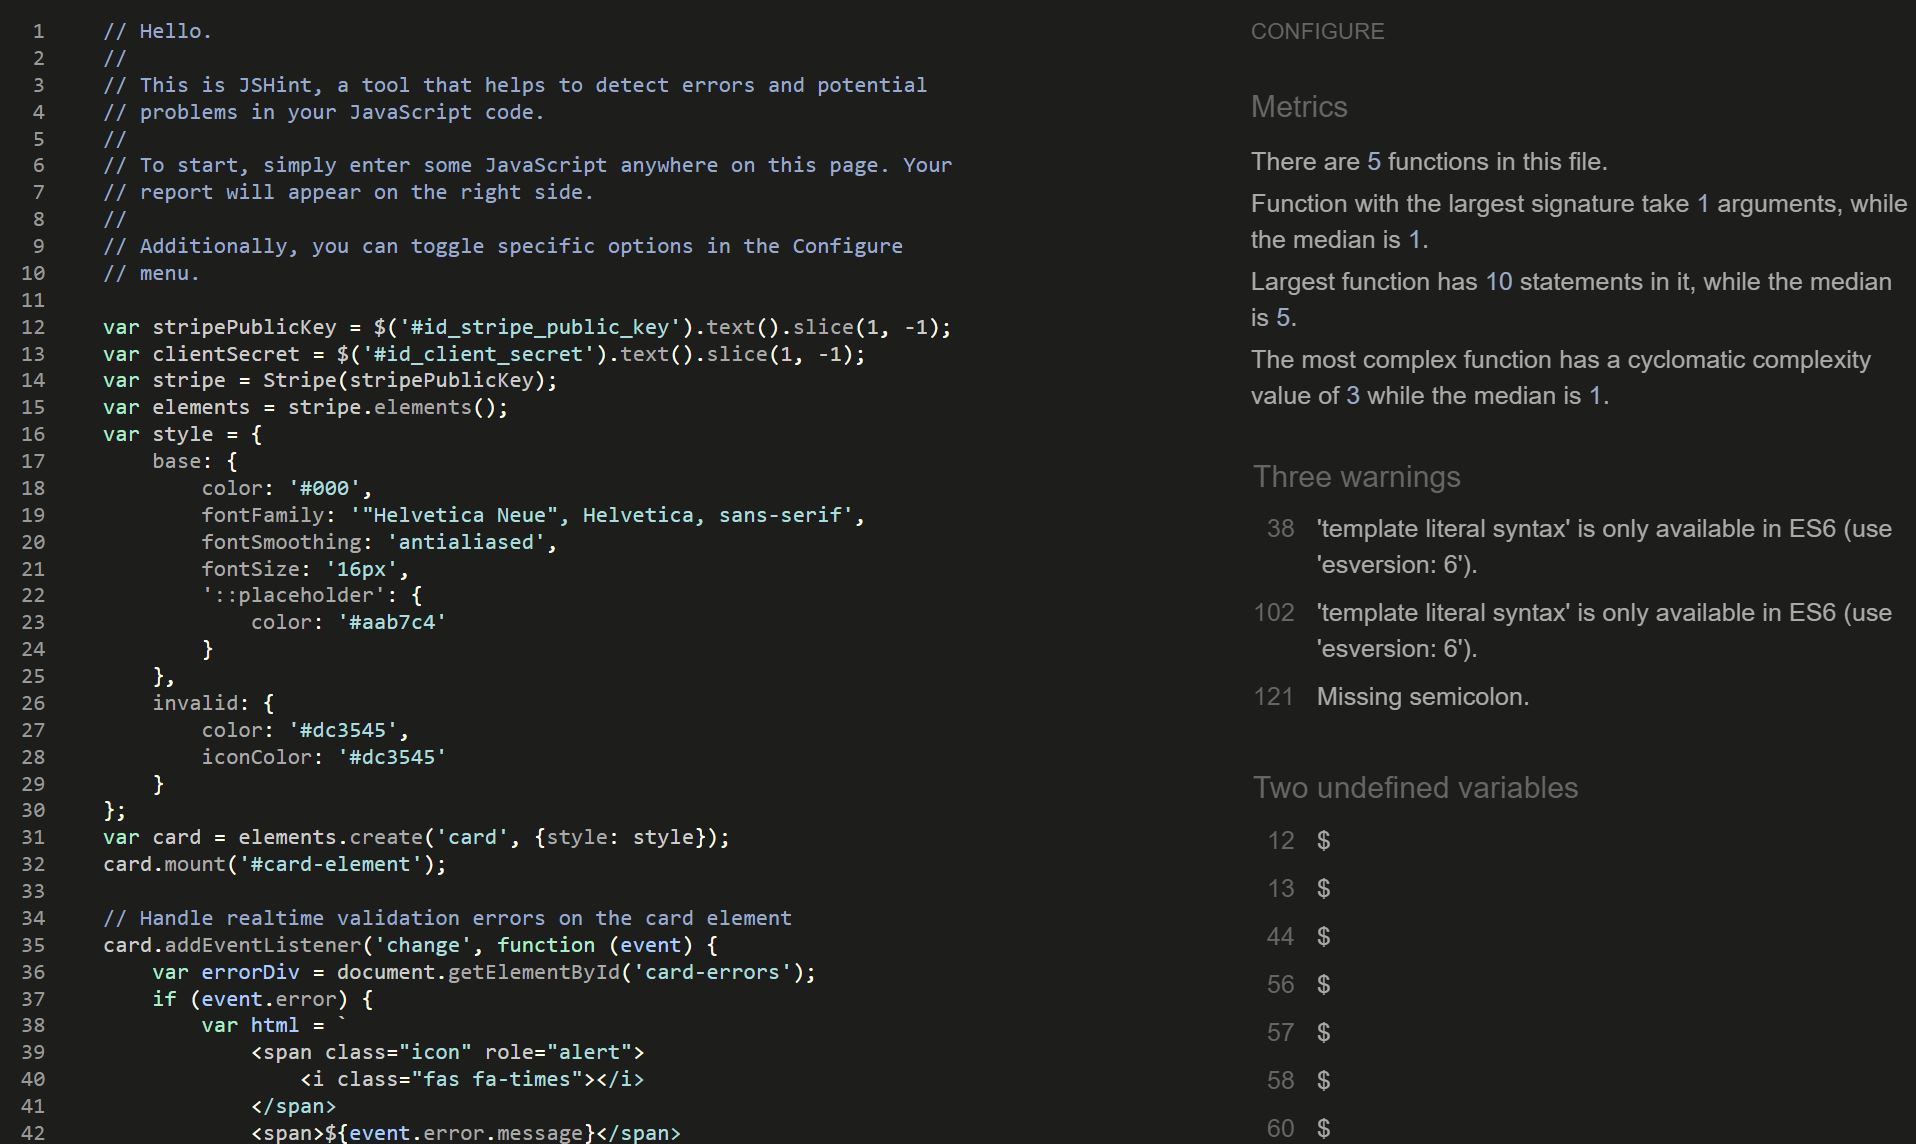 1 // Hello.
2 //
3 // This is JSHint, a tool that helps to detect errors and potential
4 // problems in your JavaScript code.
5 //
6 // To start, simply enter some JavaScript anywhere on this page. Your
7 // report will appear on the right side.
8 //
9 // Additionally, you can toggle specific options in the Configure
10 // menu.
11
12 var stripePublicKey = $('#id_stripe_public_key').text().slice(1, -1);
13 var clientSecret = $('#id_client_secret').text().slice(1, -1);
14 var stripe = Stripe(stripePublicKey);
15 var elements = stripe.elements();
16 var style = {
17     base: {
18         color: '#000',
19         fontFamily: '"Helvetica Neue", Helvetica, sans-serif',
20         fontSmoothing: 'antialiased',
21         fontSize: '16px',
22         '::placeholder': {
23             color: '#aab7c4'
24         }
25     },
26     invalid: {
27         color: '#dc3545',
28         iconColor: '#dc3545'
29     }
30 };
31 var card = elements.create('card', {style: style});
32 card.mount('#card-element');
33
34 // Handle realtime validation errors on the card element
35 card.addEventListener('change', function (event) {
36     var errorDiv = document.getElementById('card-errors');
37     if (event.error) {
38         var html = `
39             <span class="icon" role="alert">
40                 <i class="fas fa-times"></i>
41             </span>
42             <span>${event.error.message}</span>
CONFIGURE
Metrics
There are 5 functions in this file.
Function with the largest signature take 1 arguments, while
the median is 1.
Largest function has 10 statements in it, while the median
is 5.
The most complex function has a cyclomatic complexity
value of 3 while the median is 1.
Three warnings
38 'template literal syntax' is only available in ES6 (use
'esversion: 6').
102 'template literal syntax' is only available in ES6 (use
'esversion: 6').
121 Missing semicolon.
Two undefined variables
12 $
13 $
44 $
56 $
57 $
58 $
60 $